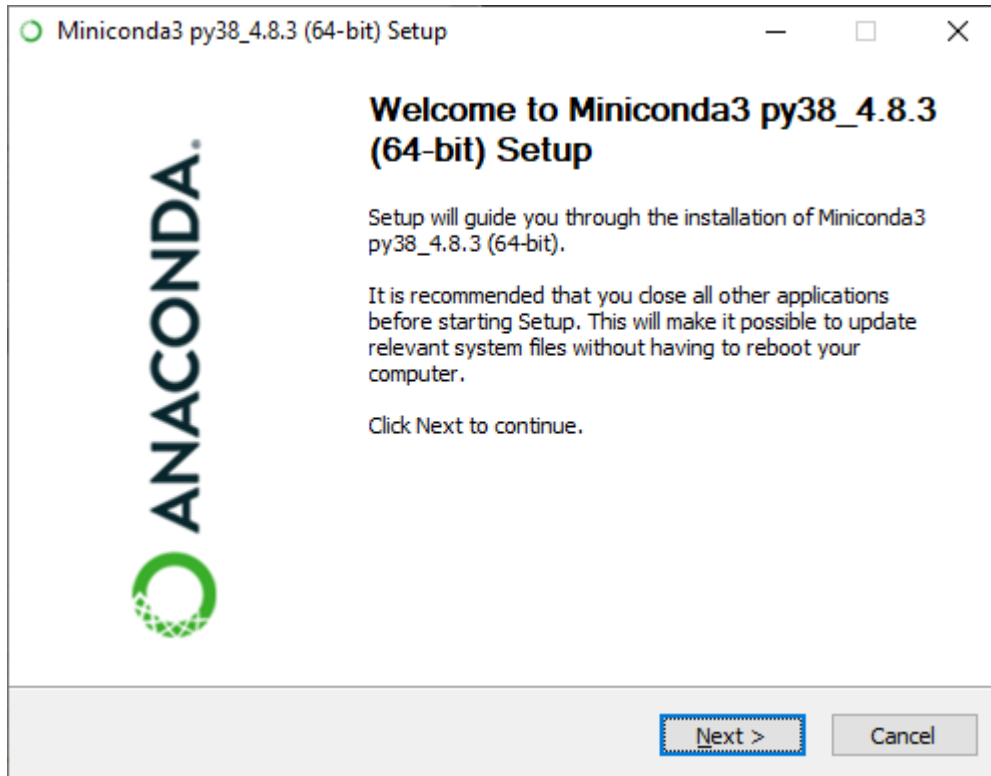 Miniconda3 py38_4.8.3 (64-bit) Setup
Welcome to Miniconda3 py38_4.8.3
(64-bit) Setup
Setup will guide you through the installation of Miniconda3
py38_4.8.3 (64-bit).
It is recommended that you close all other applications
before starting Setup. This will make it possible to update
relevant system files without having to reboot your
computer.
Click Next to continue.
ANACONDA.
Next >
Cancel